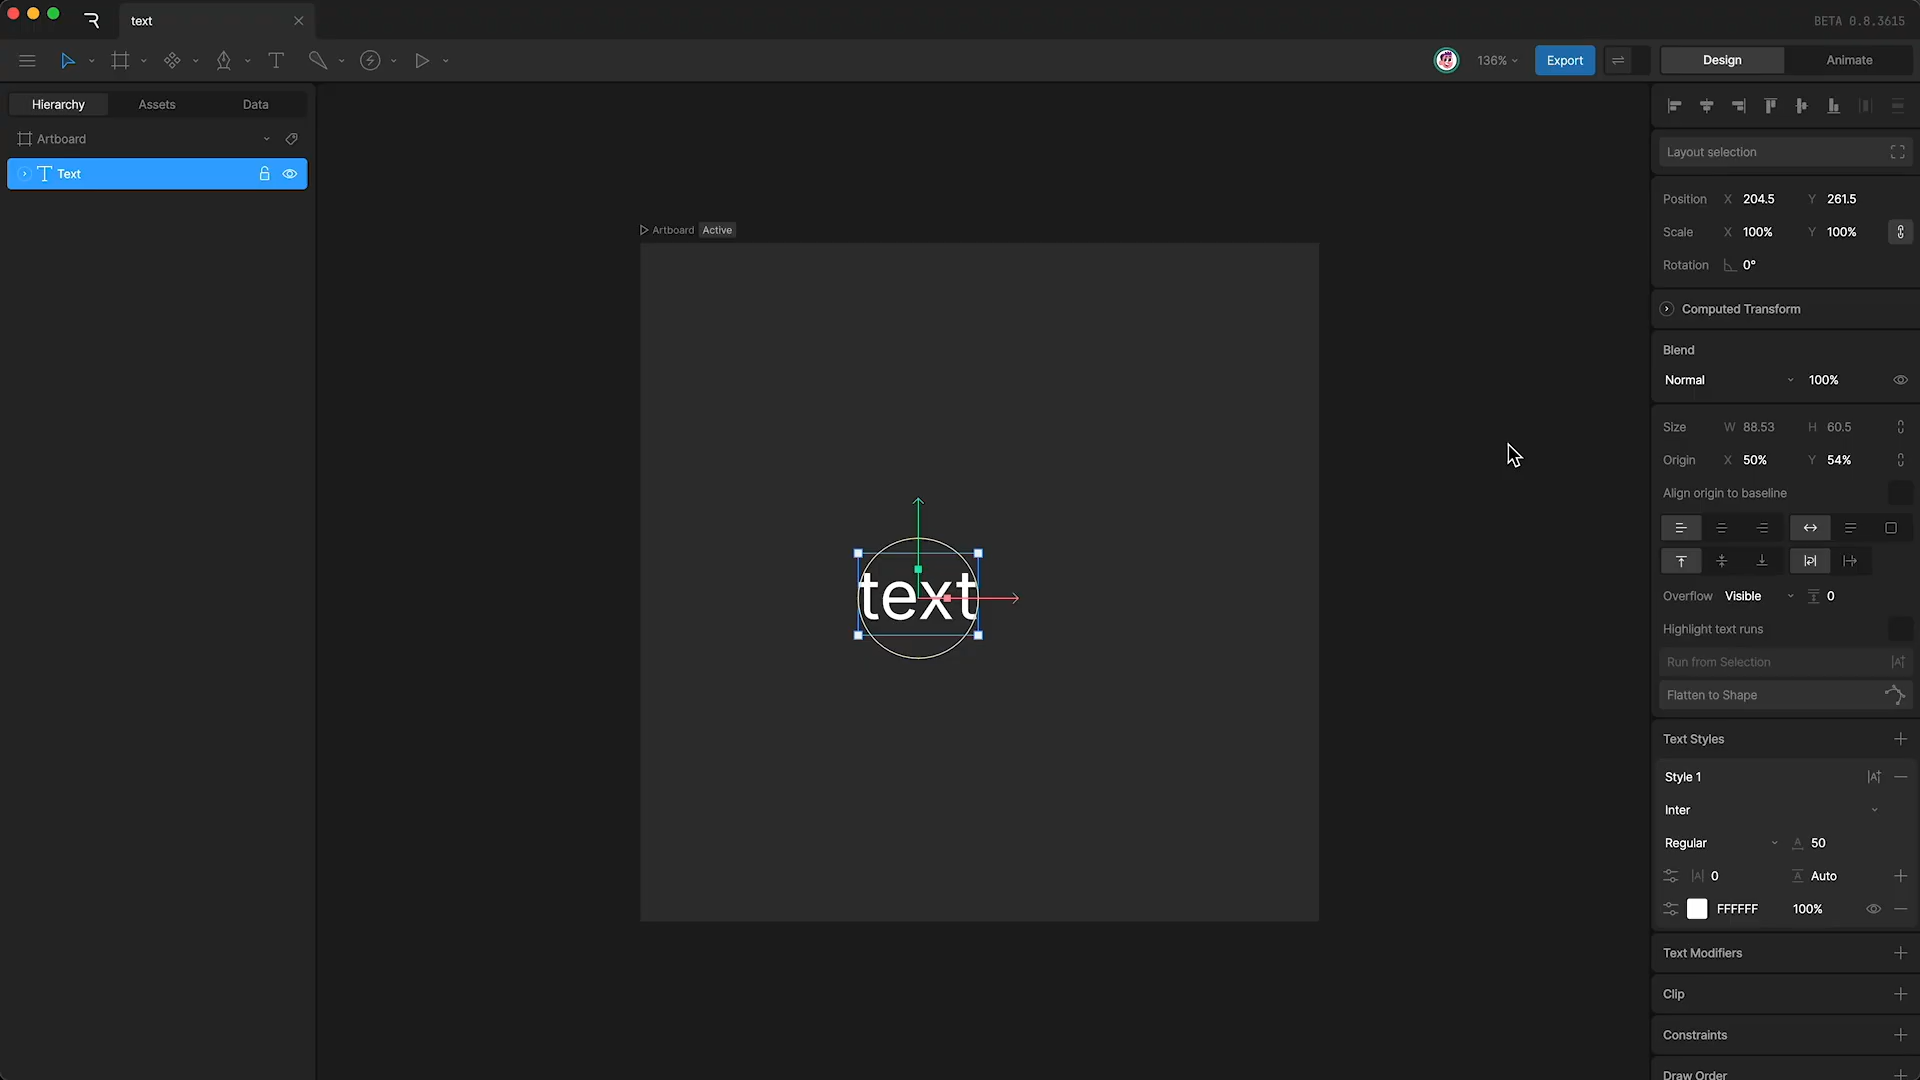 text
BETA 0.8.3615
136%
Export
Design
Animate
Hierarchy
Assets
Data
Artboard
Text
Artboard
Active
text
Layout selection
Position X 204.5 Y 261.5
Scale X 100% Y 100%
Rotation 0°
Computed Transform
Blend
Normal 100%
Size W 88.53 H 60.5
Origin X 50% Y 54%
Align origin to baseline
Overflow Visible 0
Highlight text runs
Run from Selection
Flatten to Shape
Text Styles
Style 1
Inter
Regular 50
0 Auto
FFFFFF 100%
Text Modifiers
Clip
Constraints
Draw Order